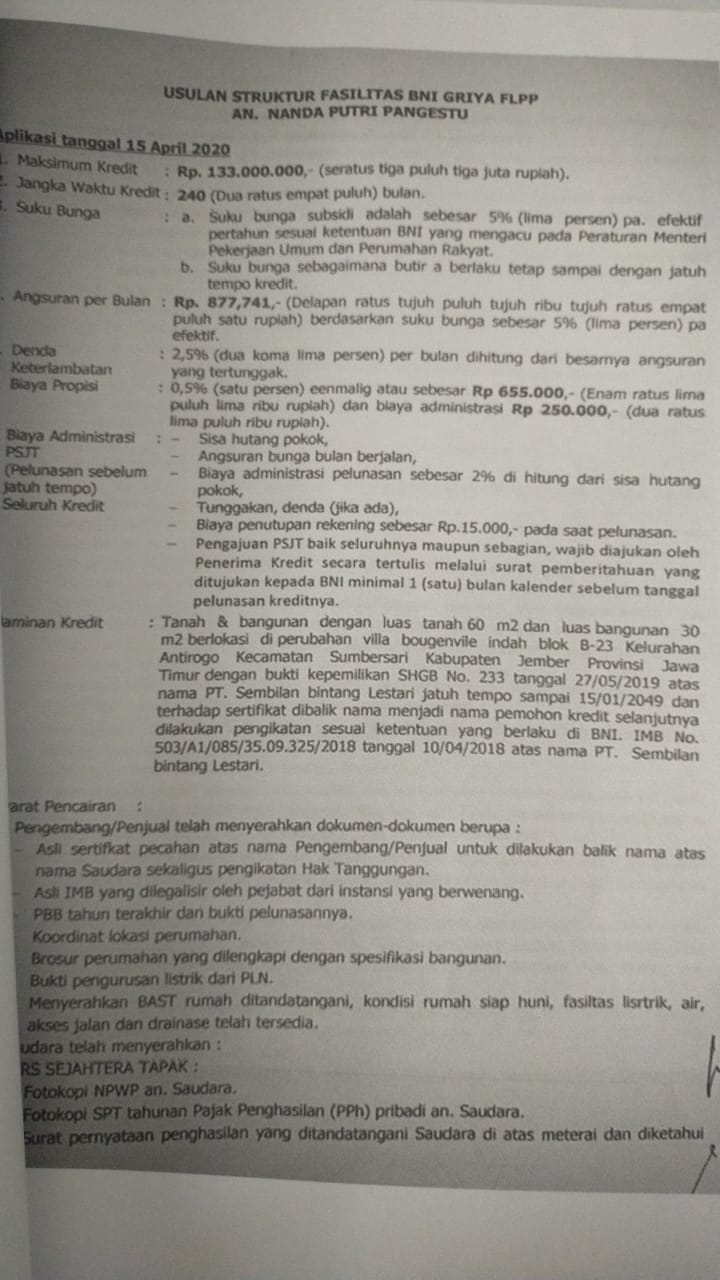 USULAN STRUKTUR FASILITAS BNI GRIYA FLPP
AN. NANDA PUTRI PANGESTU
Aplikasi tanggal 15 April 2020
Maksimum Kredit : Rp. 133.000.000,- (seratus tiga puluh tiga juta rupiah).
Jangka Waktu Kredit : 240 (Dua ratus empat puluh) bulan.
Suku Bunga : a. Suku bunga subsidi adalah sebesar 5% (lima persen) pa. efektif
pertahun sesuai ketentuan BNI yang mengacu pada Peraturan Menteri
Pekerjaan Umum dan Perumahan Rakyat.
b. Suku bunga sebagaimana butir a berlaku tetap sampai dengan jatuh
tempo kredit.
Angsuran per Bulan : Rp. 877,741,- (Delapan ratus tujuh puluh tujuh ribu tujuh ratus empat
puluh satu rupiah) berdasarkan suku bunga sebesar 5% (lima persen) pa
efektif.
Denda : 2,5% (dua koma lima persen) per bulan dihitung dari besarnya angsuran
Keterlambatan yang tertunggak.
Biaya Propisi : 0,5% (satu persen) eenmalig atau sebesar Rp 655.000,- (Enam ratus lima
puluh lima ribu rupiah) dan biaya administrasi Rp 250.000,- (dua ratus
lima puluh ribu rupiah).
Biaya Administrasi : – Sisa hutang pokok,
PSJT – Angsuran bunga bulan berjalan,
(Pelunasan sebelum – Biaya administrasi pelunasan sebesar 2% di hitung dari sisa hutang
jatuh tempo) pokok,
Seluruh Kredit – Tunggakan, denda (jika ada),
– Biaya penutupan rekening sebesar Rp.15.000,- pada saat pelunasan.
– Pengajuan PSJT baik seluruhnya maupun sebagian, wajib diajukan oleh
Penerima Kredit secara tertulis melalui surat pemberitahuan yang
ditujukan kepada BNI minimal 1 (satu) bulan kalender sebelum tanggal
pelunasan kreditnya.
Jaminan Kredit : Tanah & bangunan dengan luas tanah 60 m2 dan luas bangunan 30
m2 berlokasi di perubahan villa bougenvile indah blok B-23 Kelurahan
Antirogo Kecamatan Sumbersari Kabupaten Jember Provinsi Jawa
Timur dengan bukti kepemilikan SHGB No. 233 tanggal 27/05/2019 atas
nama PT. Sembilan bintang Lestari jatuh tempo sampai 15/01/2049 dan
terhadap sertifikat dibalik nama menjadi nama pemohon kredit selanjutnya
dilakukan pengikatan sesuai ketentuan yang berlaku di BNI. IMB No.
503/A1/085/35.09.325/2018 tanggal 10/04/2018 atas nama PT. Sembilan
bintang Lestari.
arat Pencairan :
Pengembang/Penjual telah menyerahkan dokumen-dokumen berupa :
– Asli sertifkat pecahan atas nama Pengembang/Penjual untuk dilakukan balik nama atas
nama Saudara sekaligus pengikatan Hak Tanggungan.
– Asli IMB yang dilegalisir oleh pejabat dari instansi yang berwenang.
– PBB tahun terakhir dan bukti pelunasannya.
Koordinat lokasi perumahan.
Brosur perumahan yang dilengkapi dengan spesifikasi bangunan.
Bukti pengurusan listrik dari PLN.
Menyerahkan BAST rumah ditandatangani, kondisi rumah siap huni, fasiltas lisrtrik, air,
akses jalan dan drainase telah tersedia.
udara telah menyerahkan :
RS SEJAHTERA TAPAK :
Fotokopi NPWP an. Saudara.
Fotokopi SPT tahunan Pajak Penghasilan (PPh) pribadi an. Saudara.
Surat pernyataan penghasilan yang ditandatangani Saudara di atas meterai dan diketahui